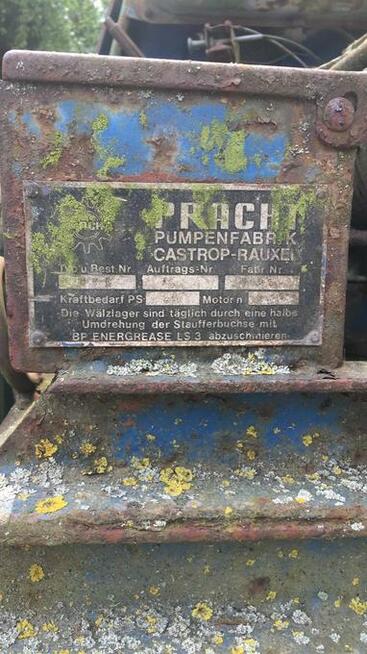 PRACHT
PUMPENFABRIK
CASTROP-RAUXEL
Typ u Best.Nr Auftrags-Nr Fabr Nr
Kraftbedarf PS Motor n
Die Wälzlager sind täglich durch eine halbe
Umdrehung der Staufferbuchse mit
BP ENERGREASE LS 3 abzuschmieren